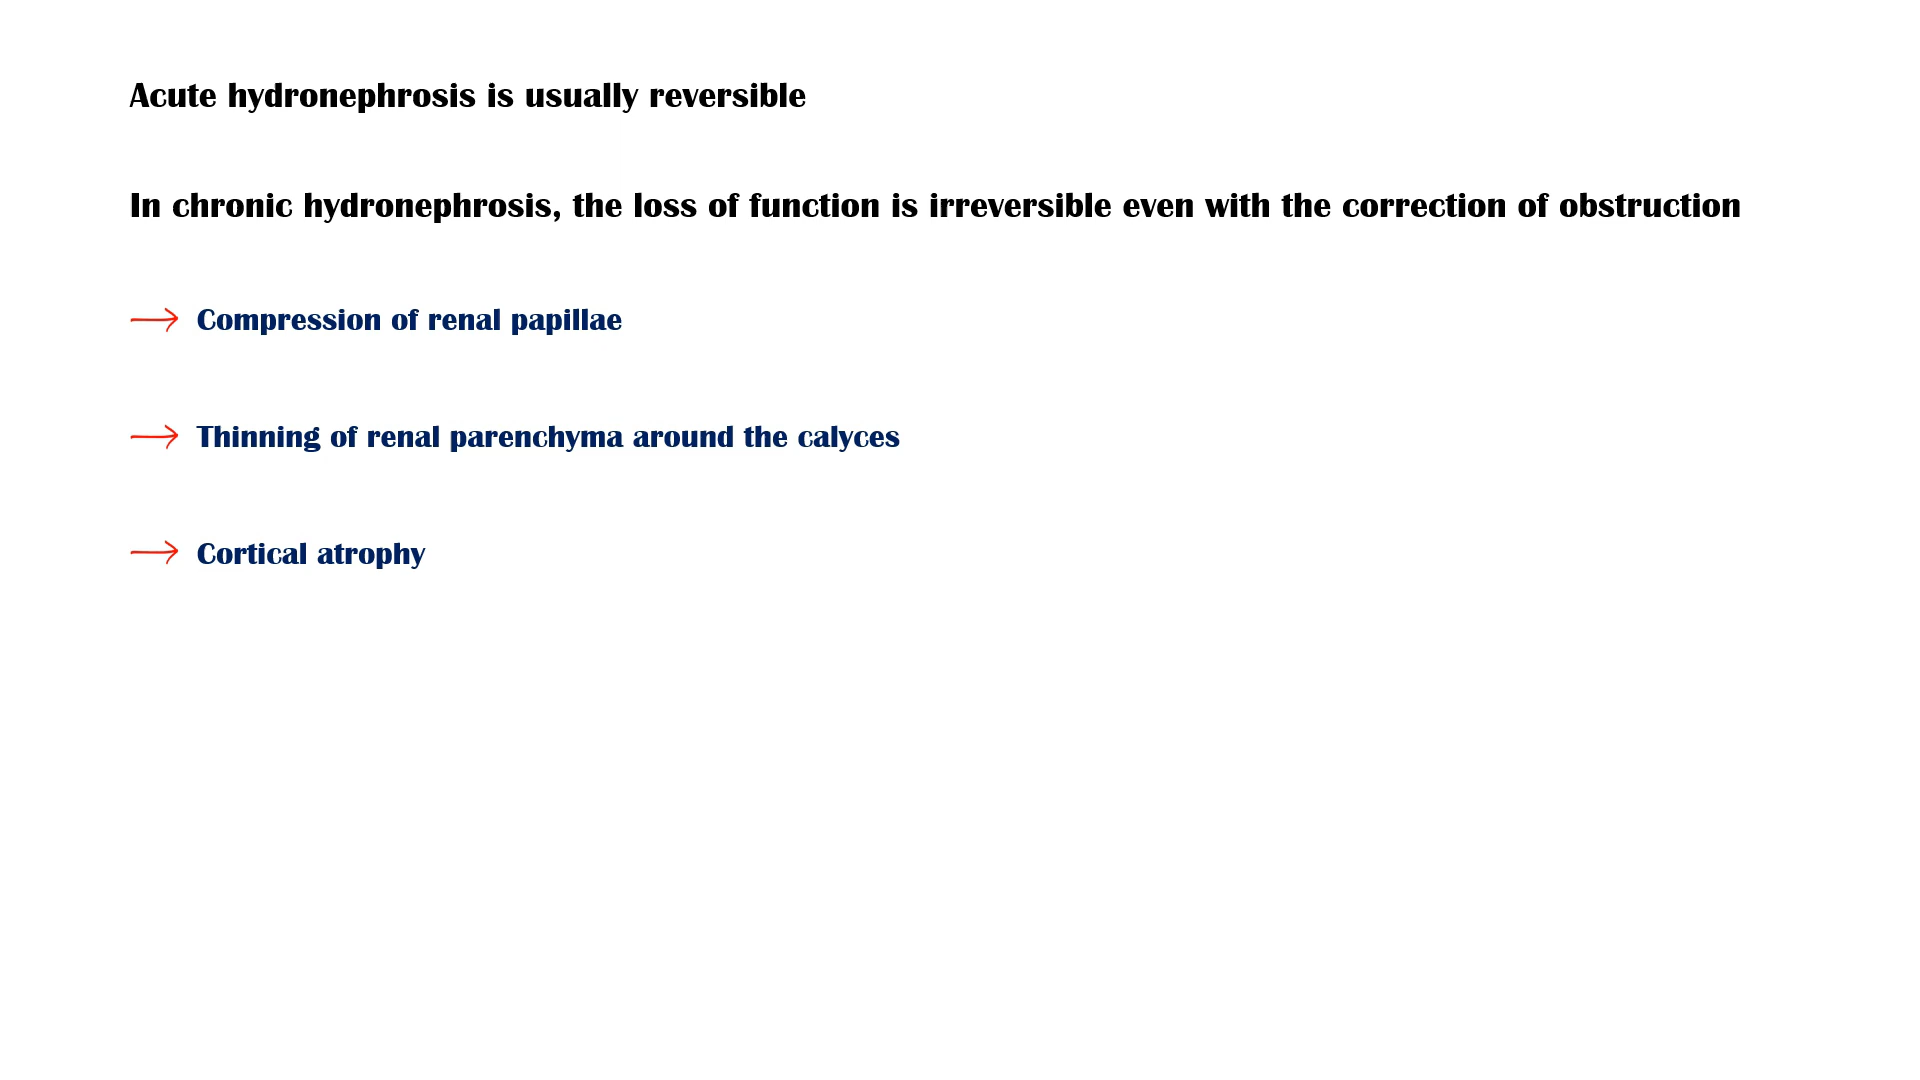 Acute hydronephrosis is usually reversible
In chronic hydronephrosis, the loss of function is irreversible even with the correction of obstruction
Compression of renal papillae
Thinning of renal parenchyma around the calyces
Cortical atrophy